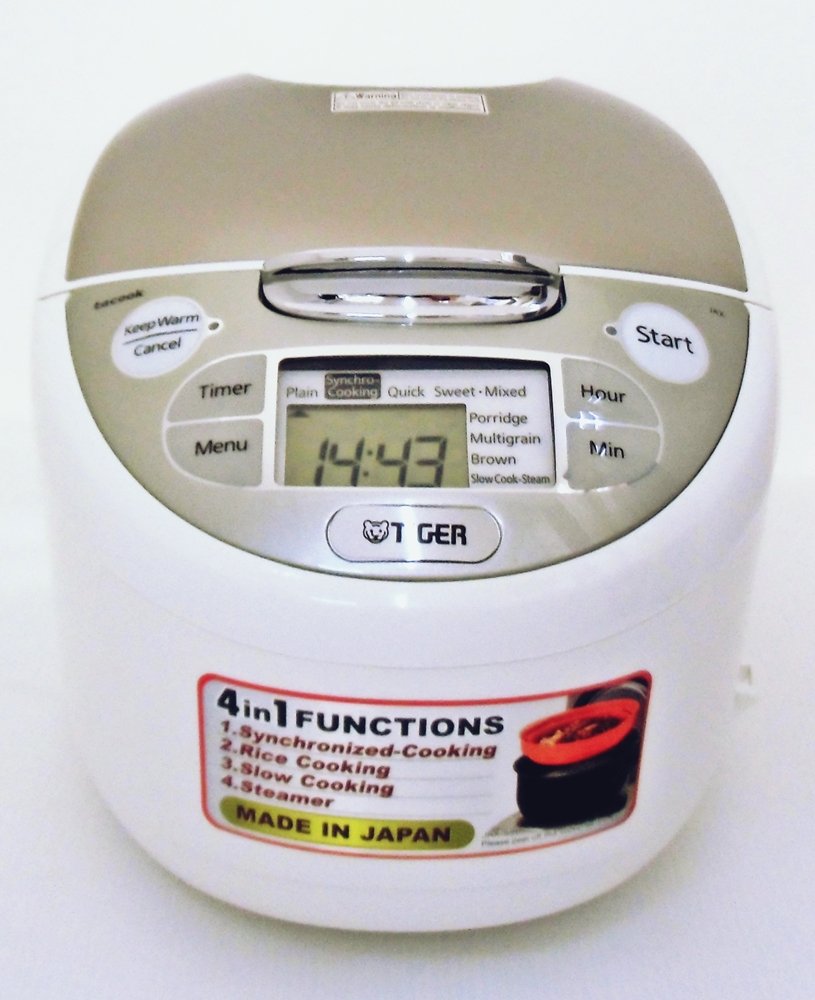 Warning
tacook
Keep Warm
Cancel
Start
Timer
Menu
Hour
Min
Plain Synchro-Cooking Quick Sweet・Mixed
Porridge
Multigrain
Brown
Slow Cook・Steam
14:43
TIGER
4in1 FUNCTIONS
1.Synchronized-Cooking
2.Rice Cooking
3.Slow Cooking
4.Steamer
MADE IN JAPAN